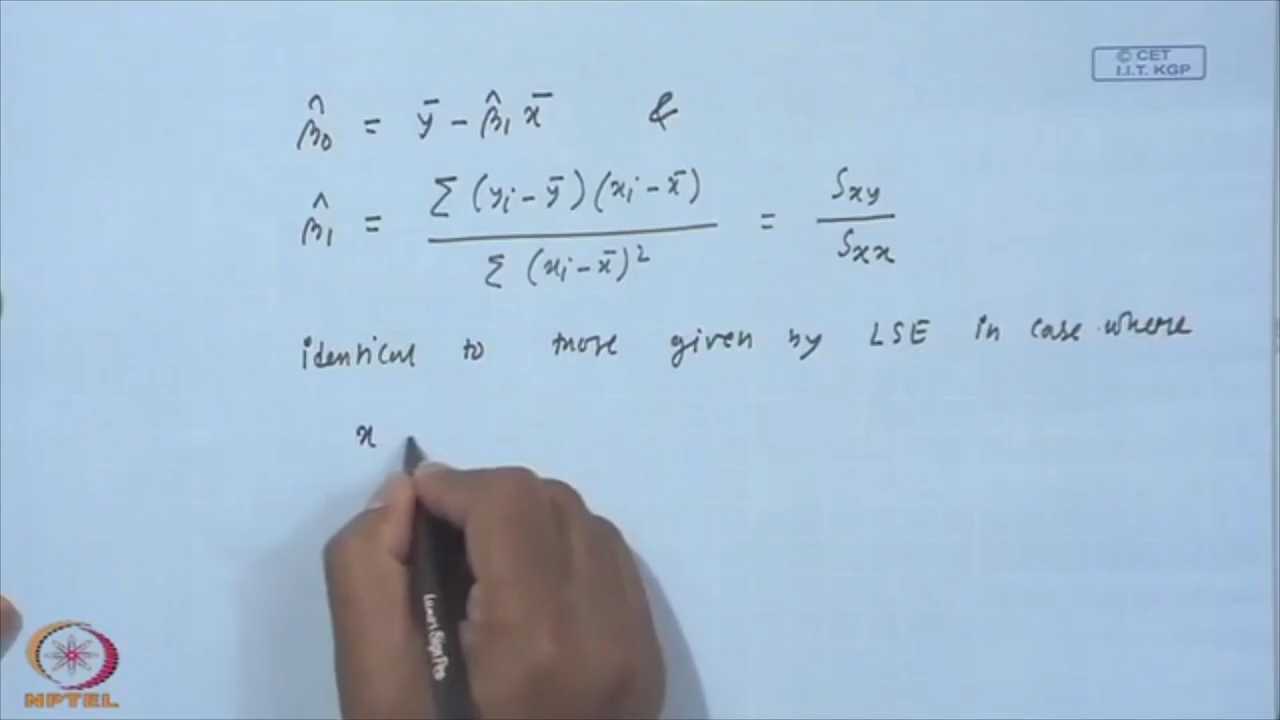 © CET
I.I.T. KGP
β̂₀ = ȳ - β̂₁ x̄ &
β̂₁ = Σ (yᵢ - ȳ)(xᵢ - x̄) / Σ (xᵢ - x̄)² = Sxy / Sxx
identical to those given by LSE in case where
x
NPTEL